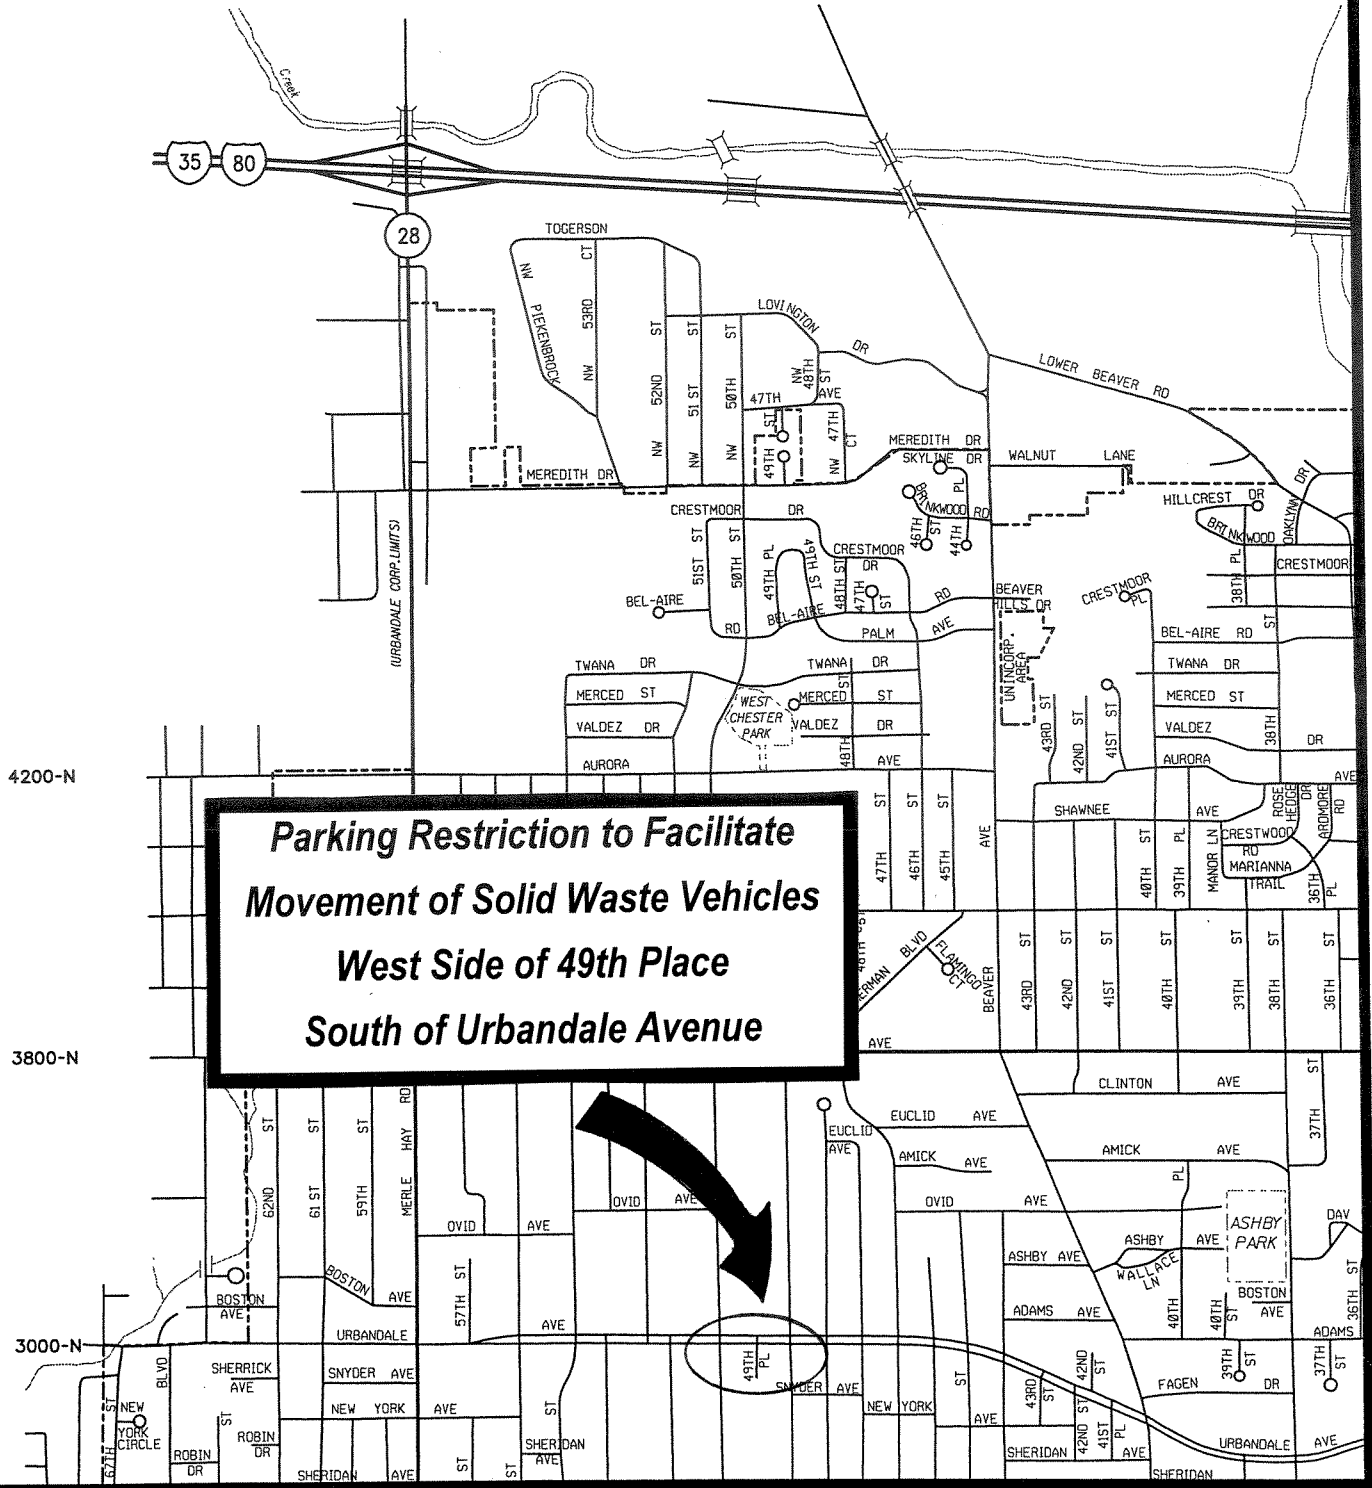 Creek
35
80
28
TOGERSON
NW PIEKENBROCK
NW 53RD CT
NW 52ND ST
NW 51 ST ST
NW 50TH ST
LOVINGTON DR
NW 48TH ST
47TH AVE
49TH ST
NW 47TH CT
LOWER BEAVER RD
MEREDITH DR
SKYLINE DR
PL
WALNUT LANE
MEREDITH DR
BRINKWOOD RD
46TH ST
44TH
HILLCREST DR
BRINKWOOD
OAKLYNN DR
CRESTMOOR DR
51ST ST
50TH ST
49TH PL
49TH ST
CRESTMOOR DR
48TH ST
47TH ST
CRESTMOOR
38TH PL
(URBANDALE CORP. LIMITS)
BEL-AIRE
RD
BEL-AIRE RD
BEAVER HILLS DR
CRESTMOOR PL
PALM AVE
BEL-AIRE RD
ST
UNINCORP. AREA
TWANA DR
TWANA DR
TWANA DR
MERCED ST
MERCED ST
MERCED ST
WEST
CHESTER
PARK
VALDEZ DR
VALDEZ DR
VALDEZ DR
48TH ST
43RD ST
42ND ST
41ST ST
38TH
AURORA AVE
AURORA AVE
4200-N
SHAWNEE AVE
ROSE HEDGE DR
ARDMORE RD
Parking Restriction to Facilitate
Movement of Solid Waste Vehicles
West Side of 49th Place
South of Urbandale Avenue
47TH ST
46TH ST
45TH ST
BEAVER AVE
40TH ST
39TH PL
MANOR LN
CRESTWOOD
RD
MARIANNA
TRAIL
36TH PL
48TH
ERMAN BLVD
FLAMINGO CT
43RD ST
42ND ST
41ST ST
40TH ST
39TH ST
38TH ST
36TH ST
3800-N
AVE
CLINTON AVE
37TH ST
62ND ST
61 ST ST
59TH ST
MERLE HAY RD
EUCLID AVE
EUCLID
AVE
AMICK AVE
AMICK AVE
PL
OVID AVE
OVID AVE
OVID AVE
ASHBY
PARK
DAV
ASHBY AVE
ASHBY AVE
WALLACE LN
BOSTON AVE
BOSTON
AVE
57TH ST
ADAMS AVE
40TH
40TH ST
BOSTON
AVE
36TH ST
ADAMS
3000-N
URBANDALE AVE
49TH PL
SHERRICK
AVE
BLVD
SNYDER AVE
SNYDER AVE
ST
43RD ST
42ND ST
39TH ST
37TH ST
FAGEN DR
NEW
YORK
CIRCLE
NEW YORK AVE
NEW YORK AVE
67TH ST
ROBIN
DR
ST
ROBIN
DR
ST
SHERIDAN
AVE
42ND ST
41ST PL
URBANDALE AVE
SHERIDAN AVE
ST
ST
SHERIDAN AVE
SHERIDAN